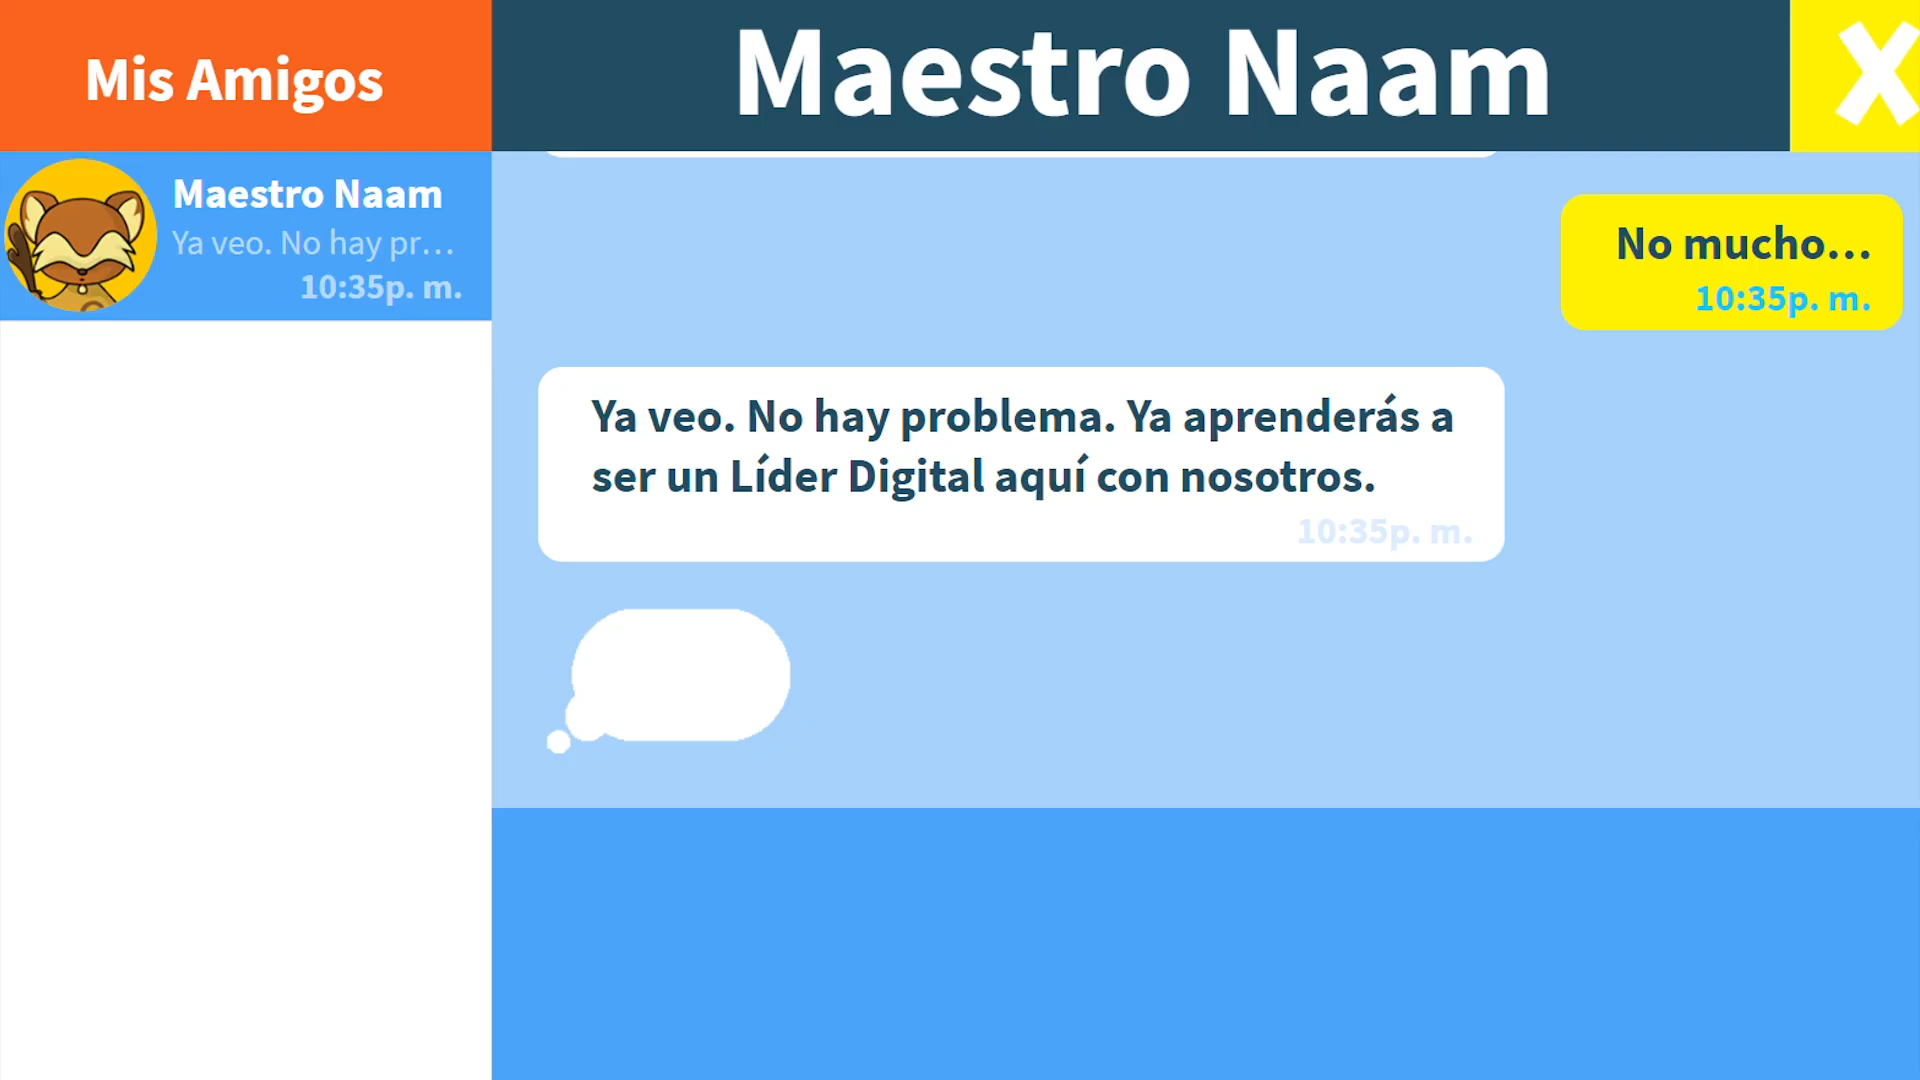 Mis Amigos
Maestro Naam
Ya veo. No hay pr...
10:35p. m.
Maestro Naam
X
No mucho...
10:35p. m.
Ya veo. No hay problema. Ya aprenderás a
ser un Líder Digital aquí con nosotros.
10:35p. m.